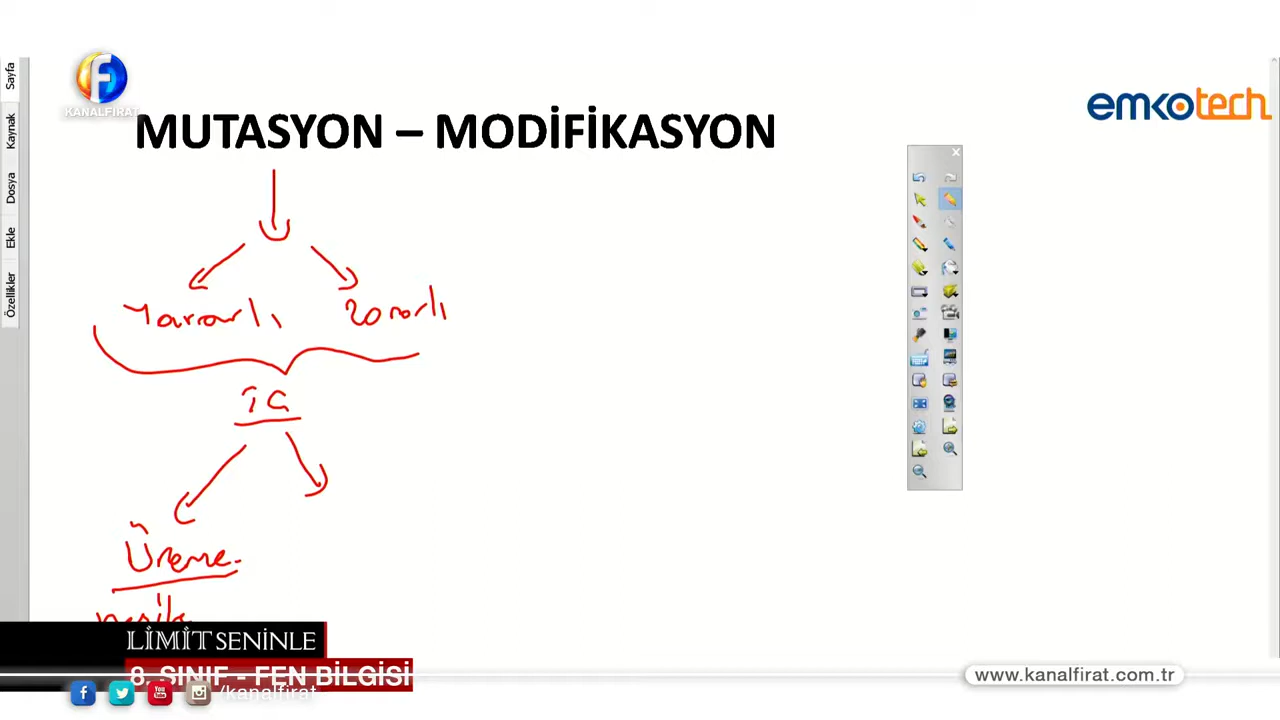 Sayfa
Kaynak
Dosya
Ekle
Özellikler
KANALFIRAT
emkotech
MUTASYON – MODİFİKASYON
Yararlı
Zararlı
Üreme
LİMİT SENİNLE
8. SINIF - FEN BİLGİSİ
/kanalfirat
www.kanalfirat.com.tr